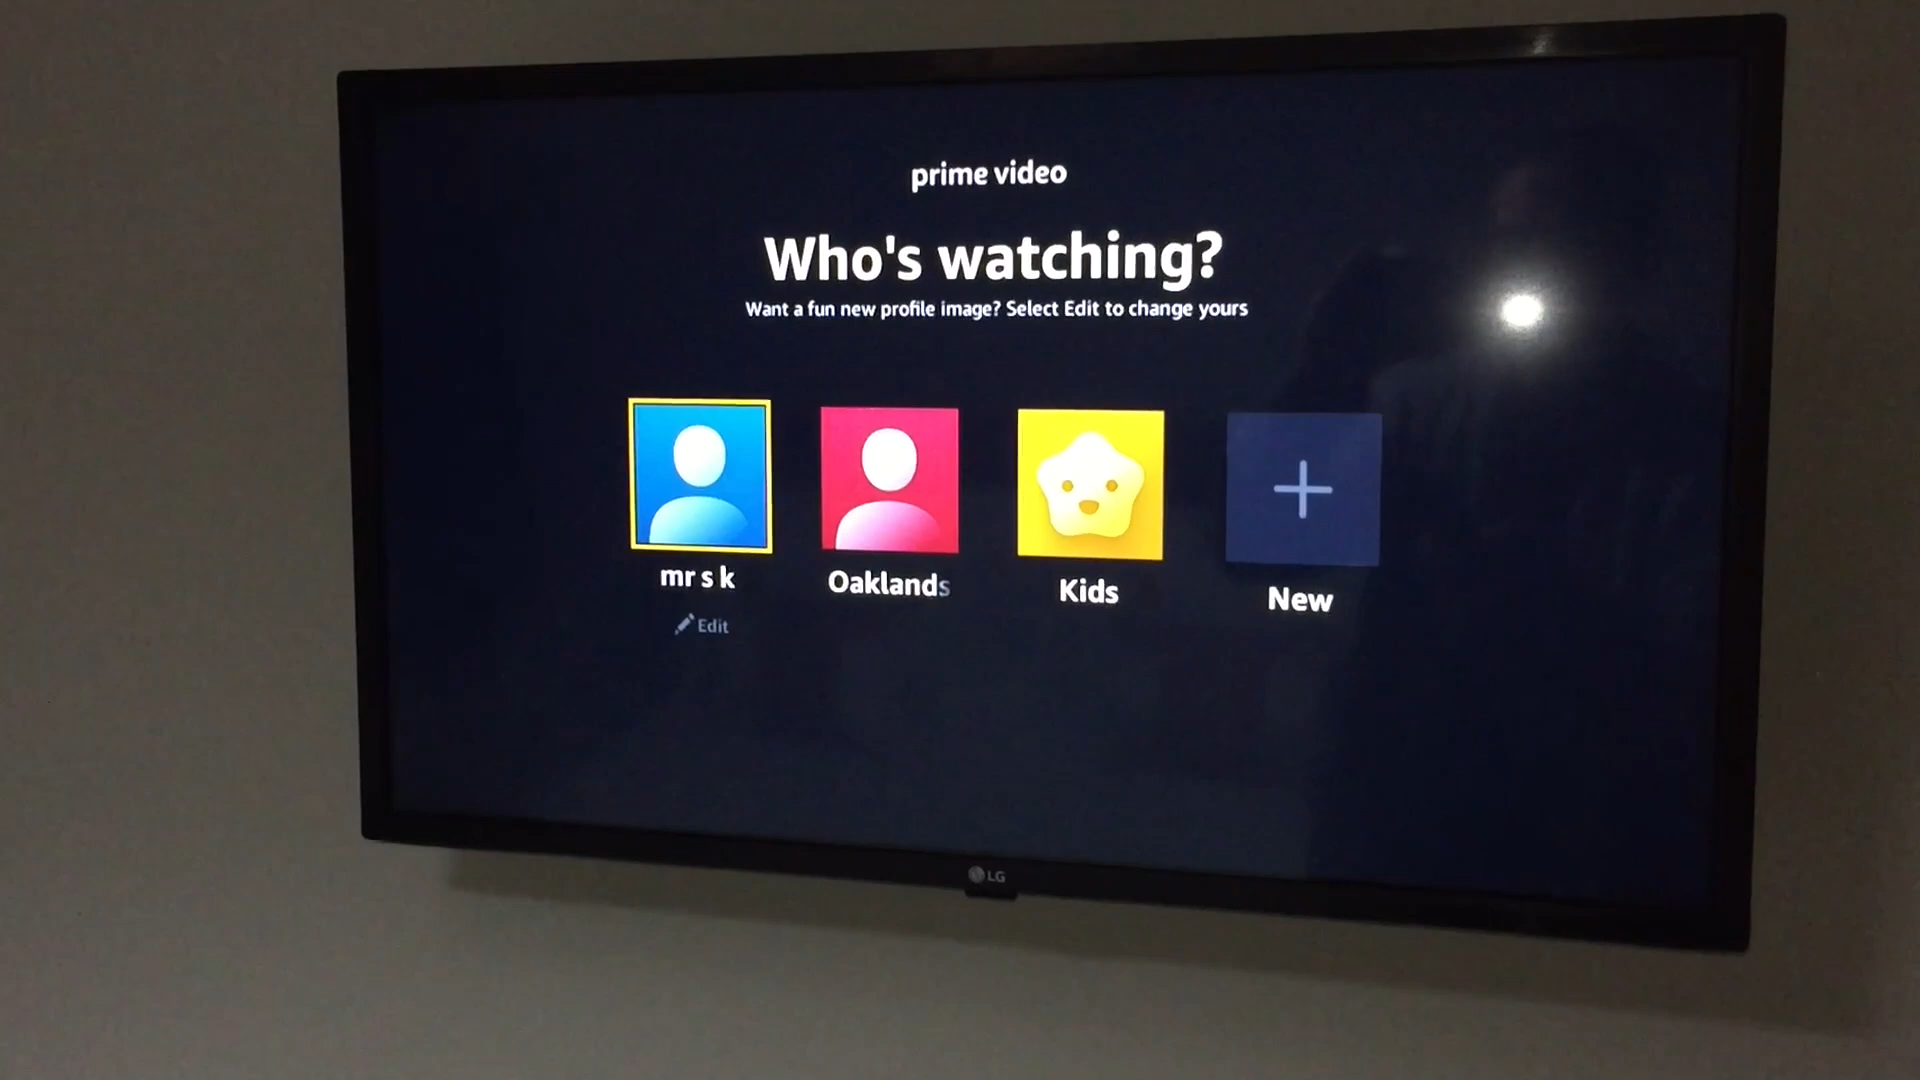 prime video
Who's watching?
Want a fun new profile image? Select Edit to change yours
mr s k
Oaklands
Kids
New
Edit
LG